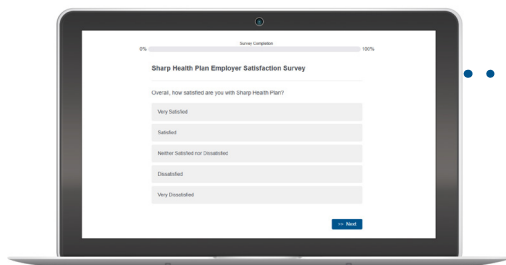 Survey Completion
0% 100%
Sharp Health Plan Employer Satisfaction Survey
Overall, how satisfied are you with Sharp Health Plan?
Very Satisfied
Satisfied
Neither Satisfied nor Dissatisfied
Dissatisfied
Very Dissatisfied
>> Next